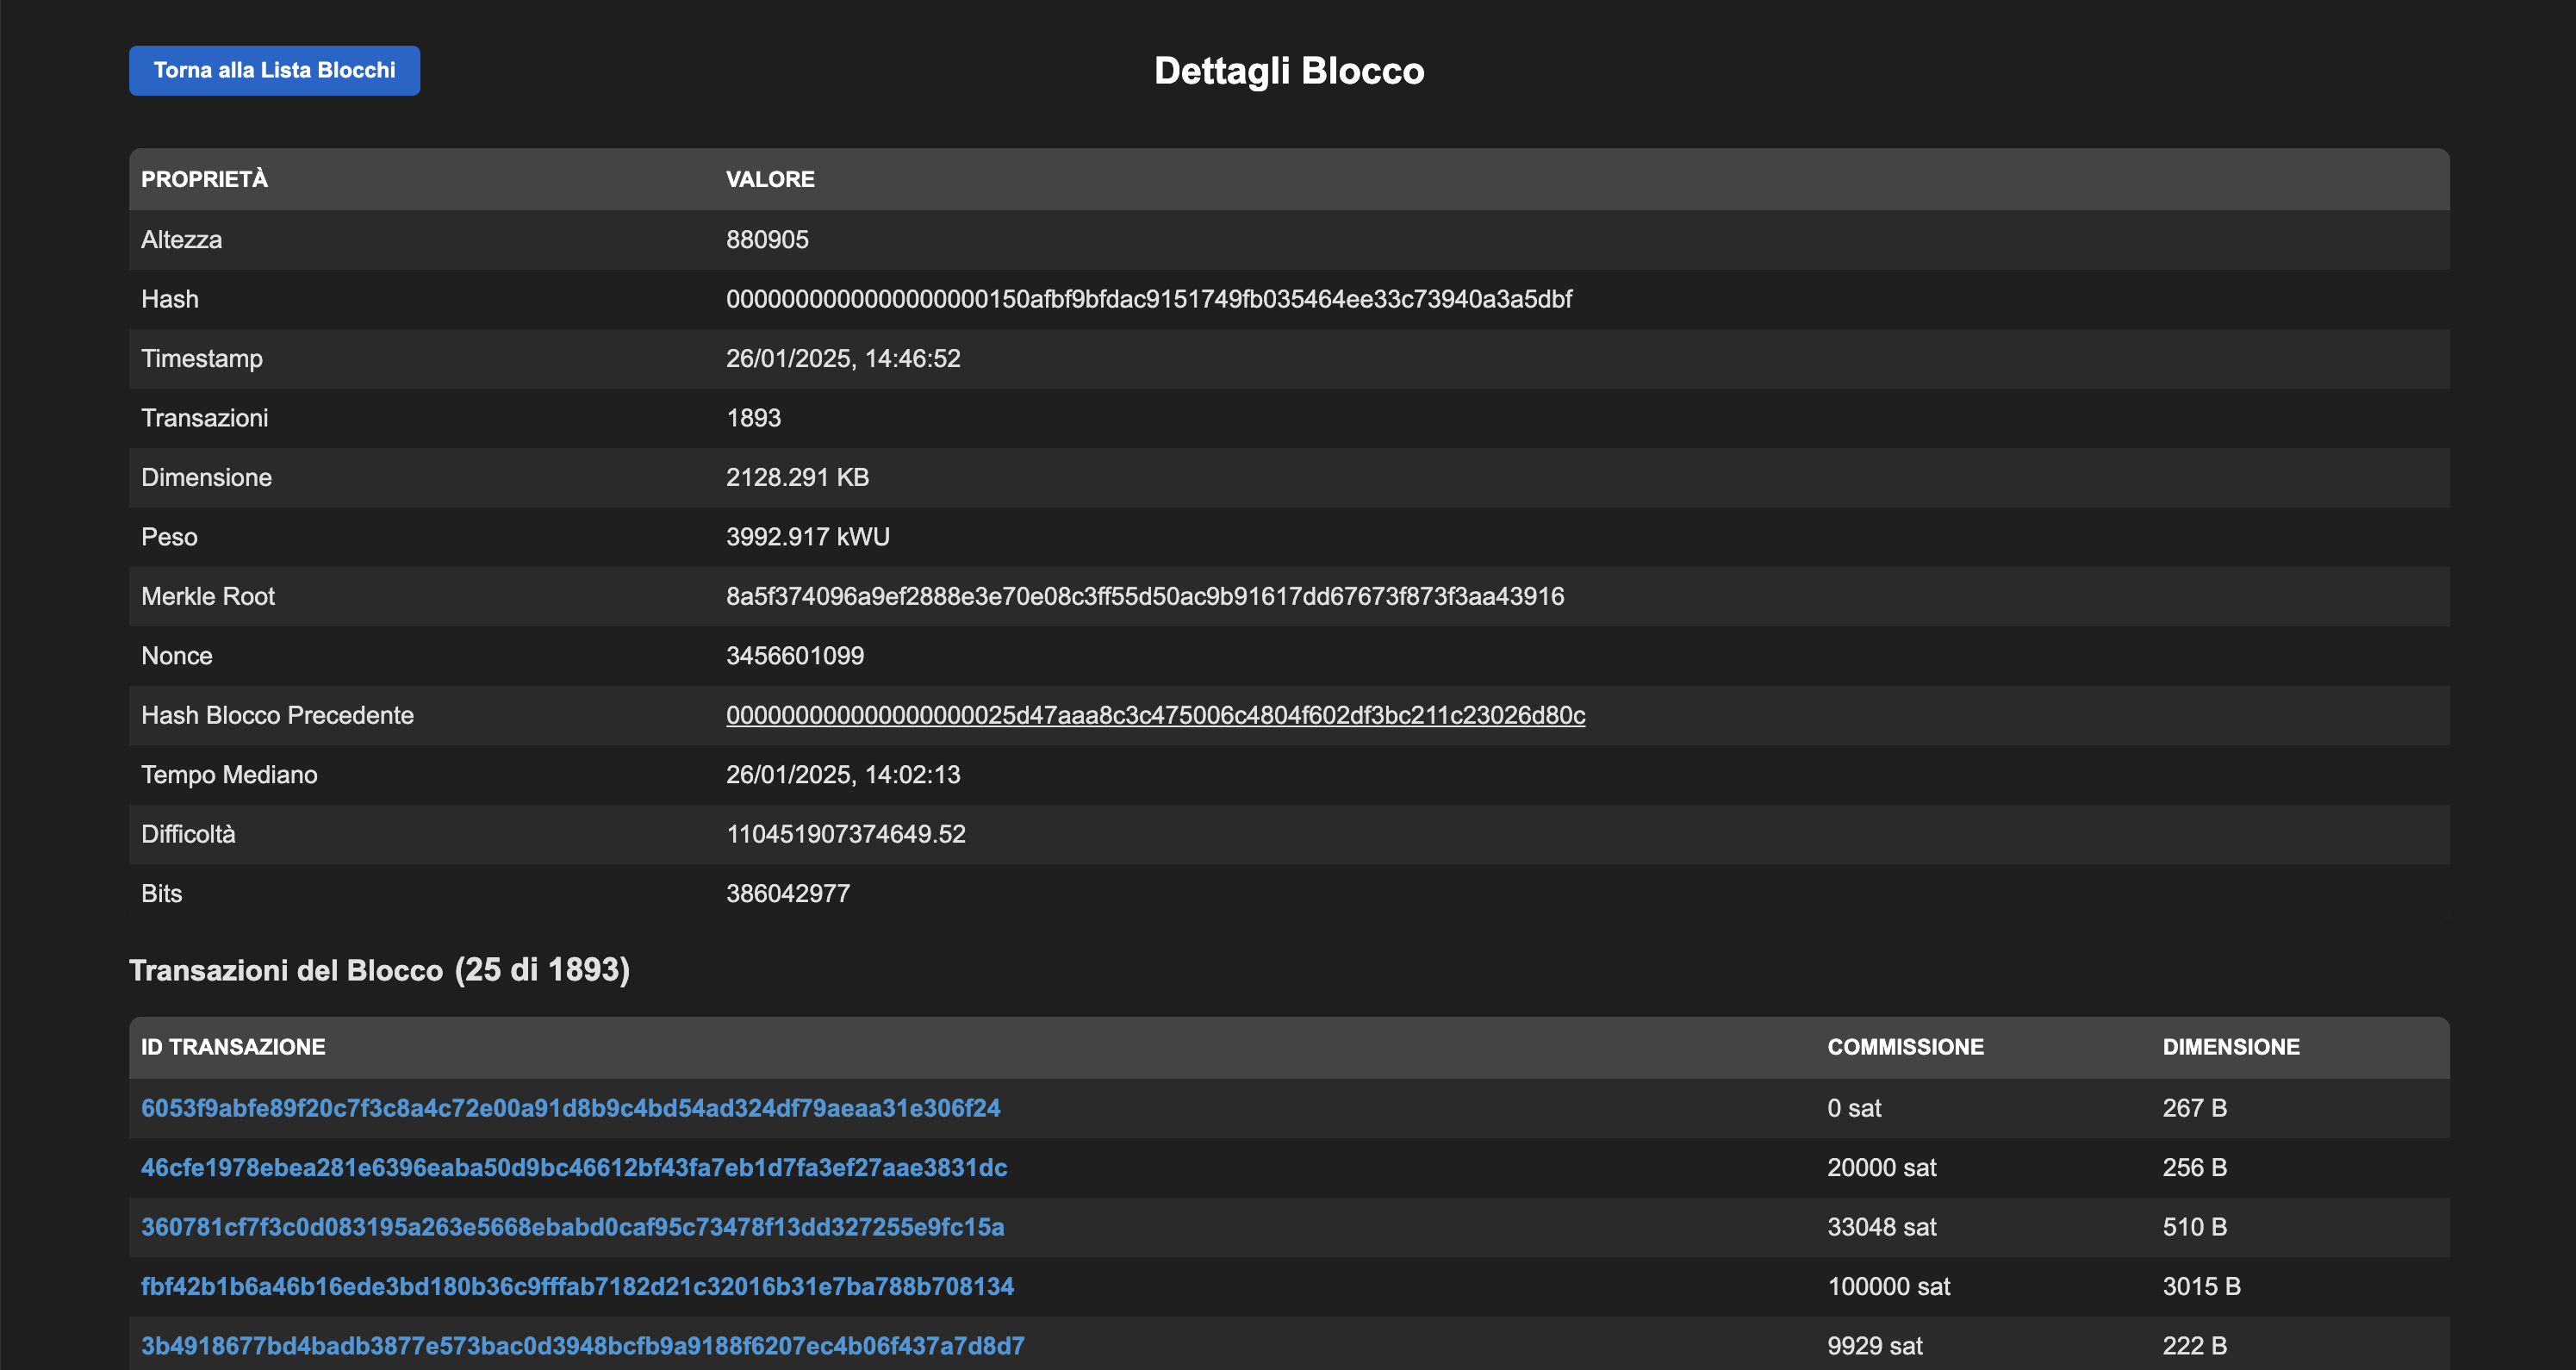 Torna alla Lista Blocchi
Dettagli Blocco
PROPRIETÀ VALORE
Altezza 880905
Hash 0000000000000000000150afbf9bfdac9151749fb035464ee33c73940a3a5dbf
Timestamp 26/01/2025, 14:46:52
Transazioni 1893
Dimensione 2128.291 KB
Peso 3992.917 kWU
Merkle Root 8a5f374096a9ef2888e3e70e08c3ff55d50ac9b91617dd67673f873f3aa43916
Nonce 3456601099
Hash Blocco Precedente 000000000000000000025d47aaa8c3c475006c4804f602df3bc211c23026d80c
Tempo Mediano 26/01/2025, 14:02:13
Difficoltà 110451907374649.52
Bits 386042977
Transazioni del Blocco (25 di 1893)
ID TRANSAZIONE COMMISSIONE DIMENSIONE
6053f9abfe89f20c7f3c8a4c72e00a91d8b9c4bd54ad324df79aeaa31e306f24 0 sat 267 B
46cfe1978ebea281e6396eaba50d9bc46612bf43fa7eb1d7fa3ef27aae3831dc 20000 sat 256 B
360781cf7f3c0d083195a263e5668ebabd0caf95c73478f13dd327255e9fc15a 33048 sat 510 B
fbf42b1b6a46b16ede3bd180b36c9fffab7182d21c32016b31e7ba788b708134 100000 sat 3015 B
3b4918677bd4badb3877e573bac0d3948bcfb9a9188f6207ec4b06f437a7d8d7 9929 sat 222 B